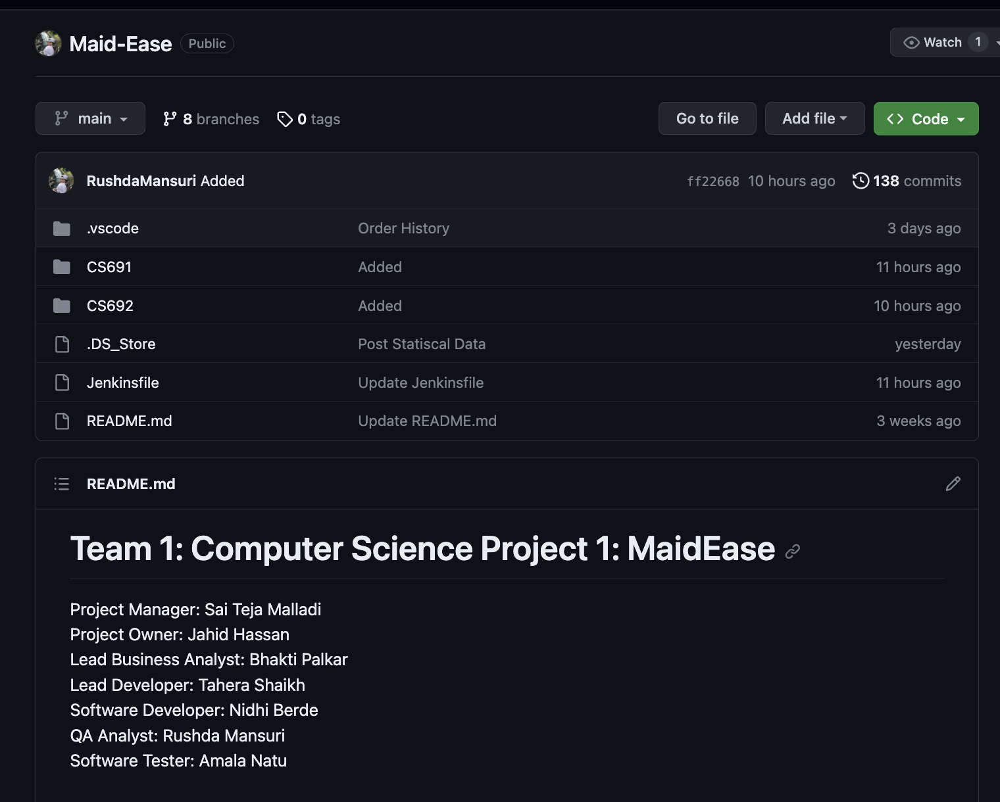 Maid-Ease Public
Watch 1
main 8 branches 0 tags
Go to file Add file Code
RushdaMansuri Added ff22668 10 hours ago 138 commits
.vscode Order History 3 days ago
CS691 Added 11 hours ago
CS692 Added 10 hours ago
.DS_Store Post Statiscal Data yesterday
Jenkinsfile Update Jenkinsfile 11 hours ago
README.md Update README.md 3 weeks ago
README.md
Team 1: Computer Science Project 1: MaidEase
Project Manager: Sai Teja Malladi
Project Owner: Jahid Hassan
Lead Business Analyst: Bhakti Palkar
Lead Developer: Tahera Shaikh
Software Developer: Nidhi Berde
QA Analyst: Rushda Mansuri
Software Tester: Amala Natu